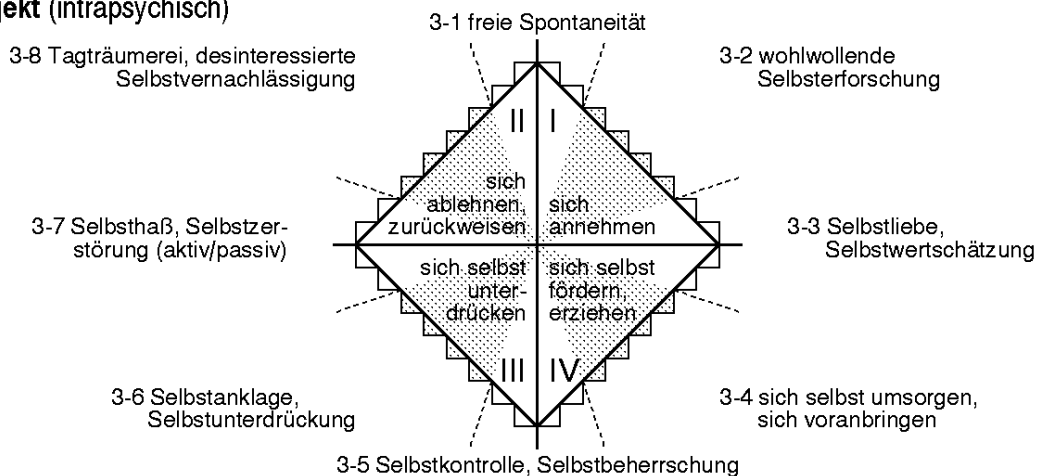 (intrapsychisch)
3-1 freie Spontaneität
3-8 Tagträumerei, desinteressierte
Selbstvernachlässigung
3-2 wohlwollende
Selbsterforschung
II
I
sich
ablehnen,
zurückweisen
sich
annehmen
3-7 Selbsthaß, Selbstzer-
störung (aktiv/passiv)
3-3 Selbstliebe,
Selbstwertschätzung
sich selbst
unter-
drücken
sich selbst
fördern,
erziehen
III
IV
3-6 Selbstanklage,
Selbstunterdrückung
3-4 sich selbst umsorgen,
sich voranbringen
3-5 Selbstkontrolle, Selbstbeherrschung